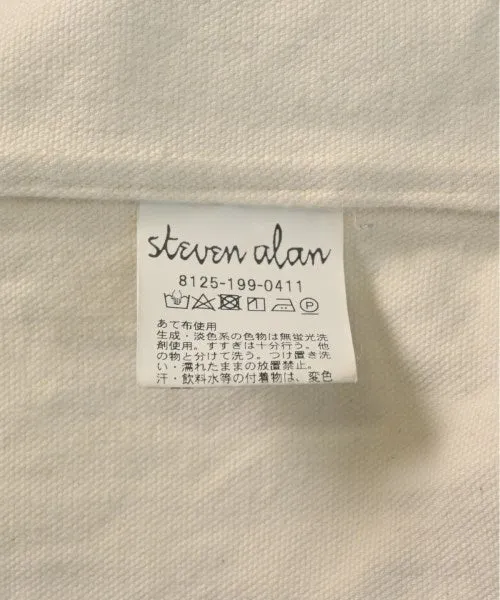 steven alan
8125-199-0411
あて布使用
生成・淡色系の色物は無蛍光洗
剤使用。すすぎは十分行う。他
の物と分けて洗う。つけ置き洗
い・濡れたままの放置禁止。
汗・飲料水等の付着物は、変色